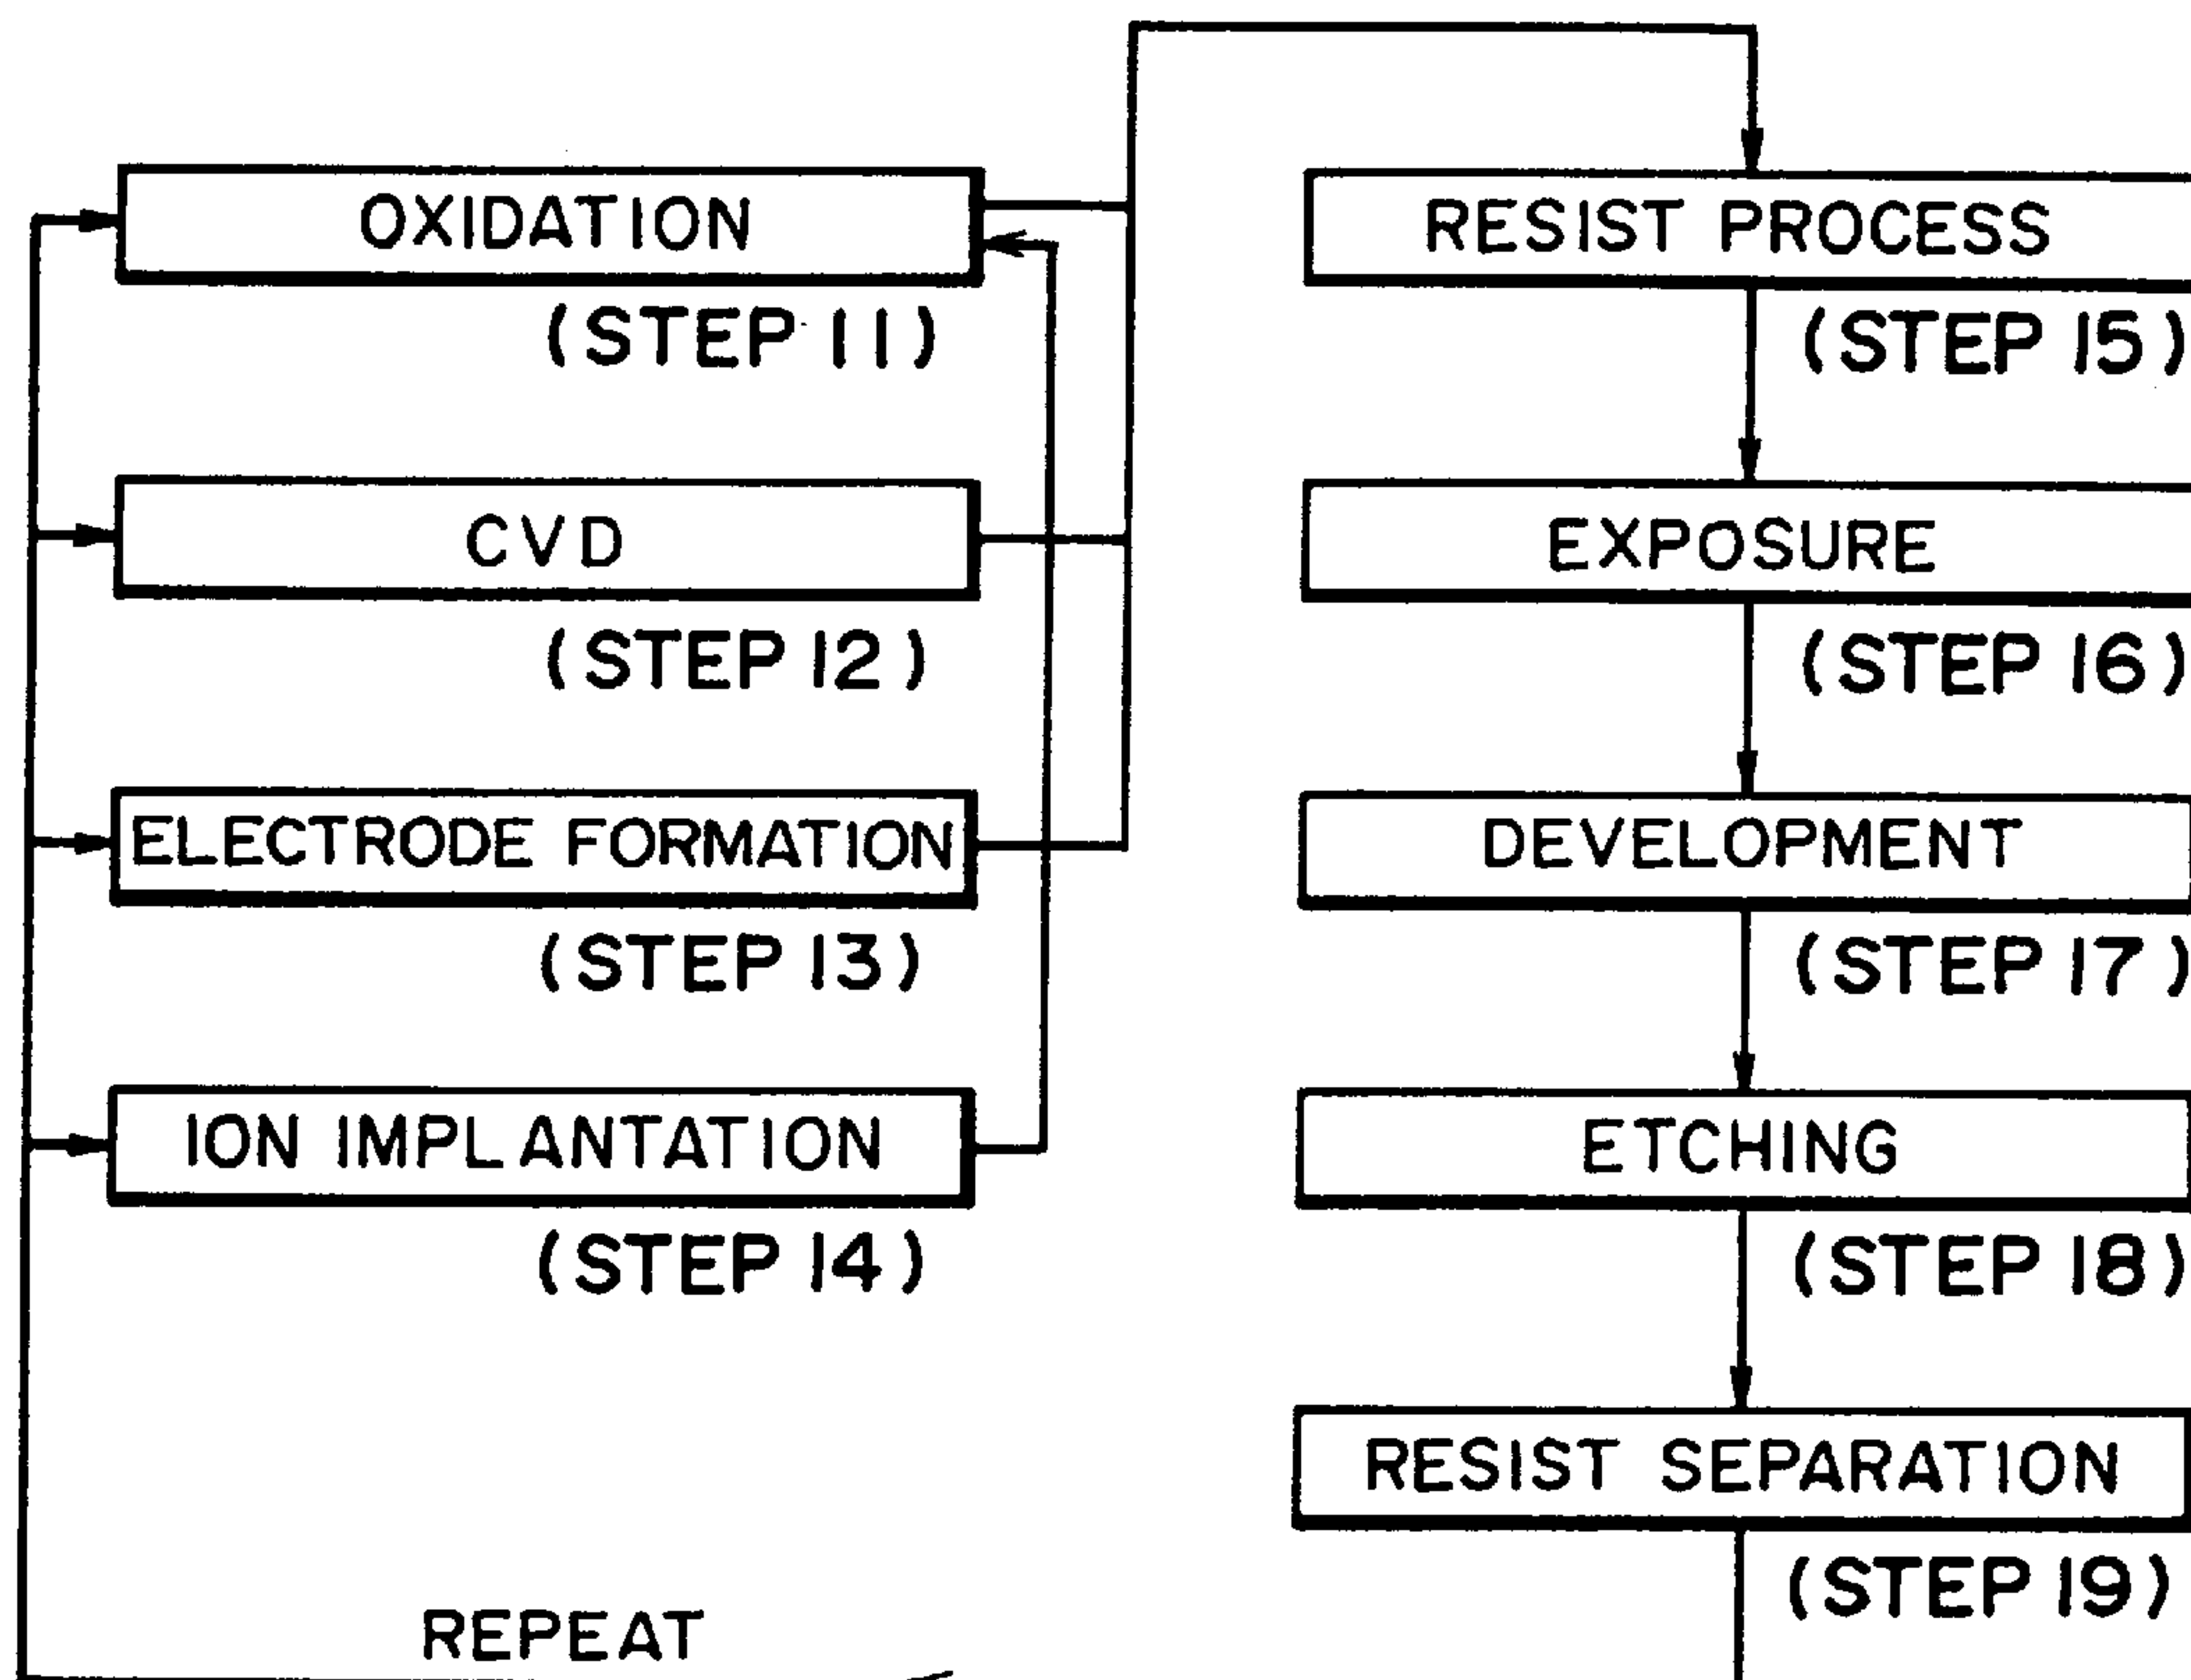 OXIDATION
(STEP 11)
CVD
(STEP 12)
ELECTRODE FORMATION
(STEP 13)
ION IMPLANTATION
(STEP 14)
REPEAT
RESIST PROCESS
(STEP 15)
EXPOSURE
(STEP 16)
DEVELOPMENT
(STEP 17)
ETCHING
(STEP 18)
RESIST SEPARATION
(STEP 19)